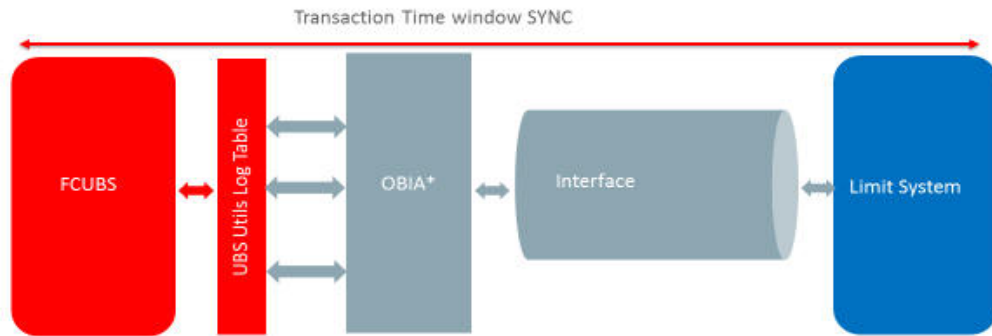 Transaction Time window SYNC
FCUBS
UBS Utils Log Table
OBIA*
Interface
Limit System